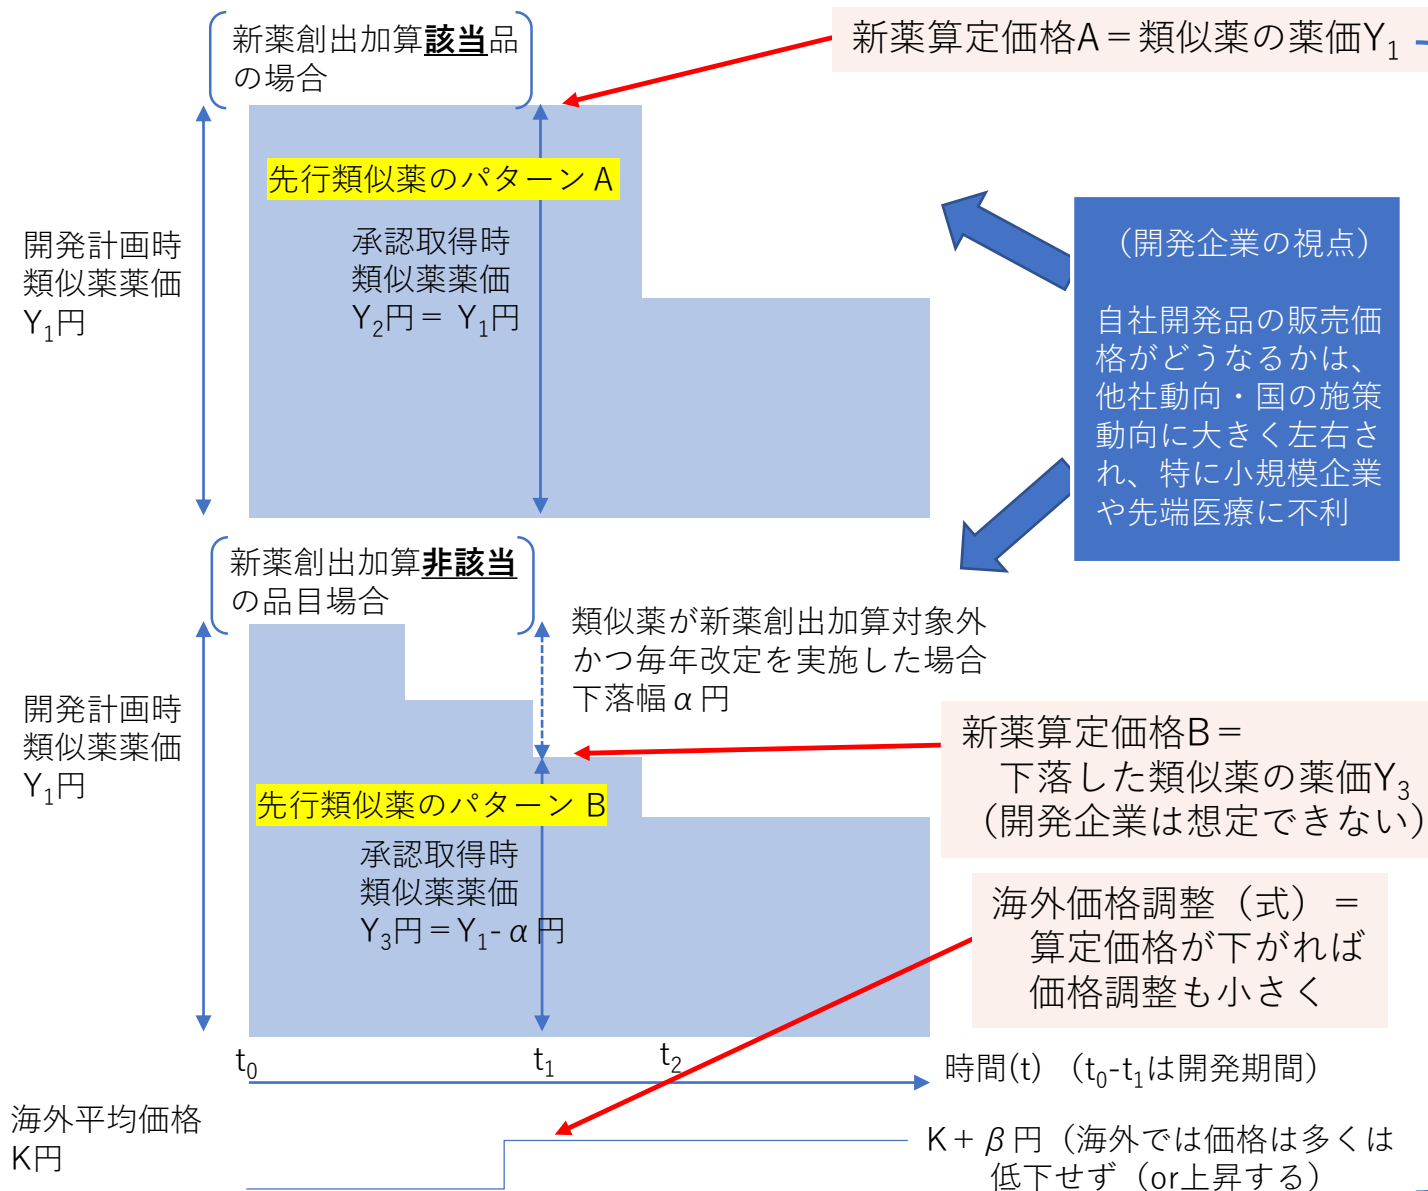 新薬創出加算該当品
の場合
新薬算定価格A＝類似薬の薬価Y₁
先行類似薬のパターンA
開発計画時
類似薬薬価
Y₁円
承認取得時
類似薬薬価
Y₂円＝ Y₁円
（開発企業の視点）
自社開発品の販売価
格がどうなるかは、
他社動向・国の施策
動向に大きく左右さ
れ、特に小規模企業
や先端医療に不利
新薬創出加算非該当
の品目場合
類似薬が新薬創出加算対象外
かつ毎年改定を実施した場合
下落幅α円
開発計画時
類似薬薬価
Y₁円
新薬算定価格B＝
下落した類似薬の薬価Y₃
（開発企業は想定できない）
先行類似薬のパターンB
承認取得時
類似薬薬価
Y₃円＝Y₁-α円
海外価格調整（式）＝
算定価格が下がれば
価格調整も小さく
t₀ t₁ t₂
時間(t) （t₀-t₁は開発期間）
海外平均価格
K円
K＋β円（海外では価格は多くは
低下せず（or上昇する）